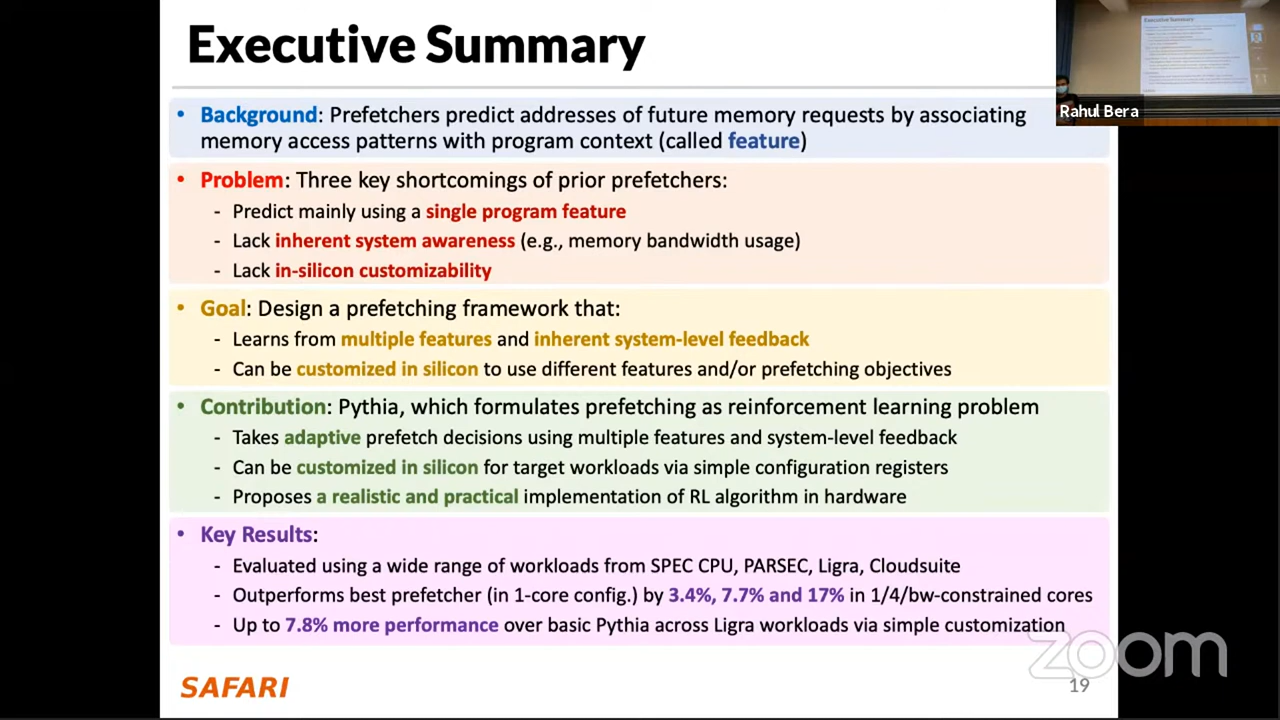 Executive Summary
Rahul Bera
• Background: Prefetchers predict addresses of future memory requests by associating
memory access patterns with program context (called feature)
• Problem: Three key shortcomings of prior prefetchers:
- Predict mainly using a single program feature
- Lack inherent system awareness (e.g., memory bandwidth usage)
- Lack in-silicon customizability
• Goal: Design a prefetching framework that:
- Learns from multiple features and inherent system-level feedback
- Can be customized in silicon to use different features and/or prefetching objectives
• Contribution: Pythia, which formulates prefetching as reinforcement learning problem
- Takes adaptive prefetch decisions using multiple features and system-level feedback
- Can be customized in silicon for target workloads via simple configuration registers
- Proposes a realistic and practical implementation of RL algorithm in hardware
• Key Results:
- Evaluated using a wide range of workloads from SPEC CPU, PARSEC, Ligra, Cloudsuite
- Outperforms best prefetcher (in 1-core config.) by 3.4%, 7.7% and 17% in 1/4/bw-constrained cores
- Up to 7.8% more performance over basic Pythia across Ligra workloads via simple customization
zoom
SAFARI
19